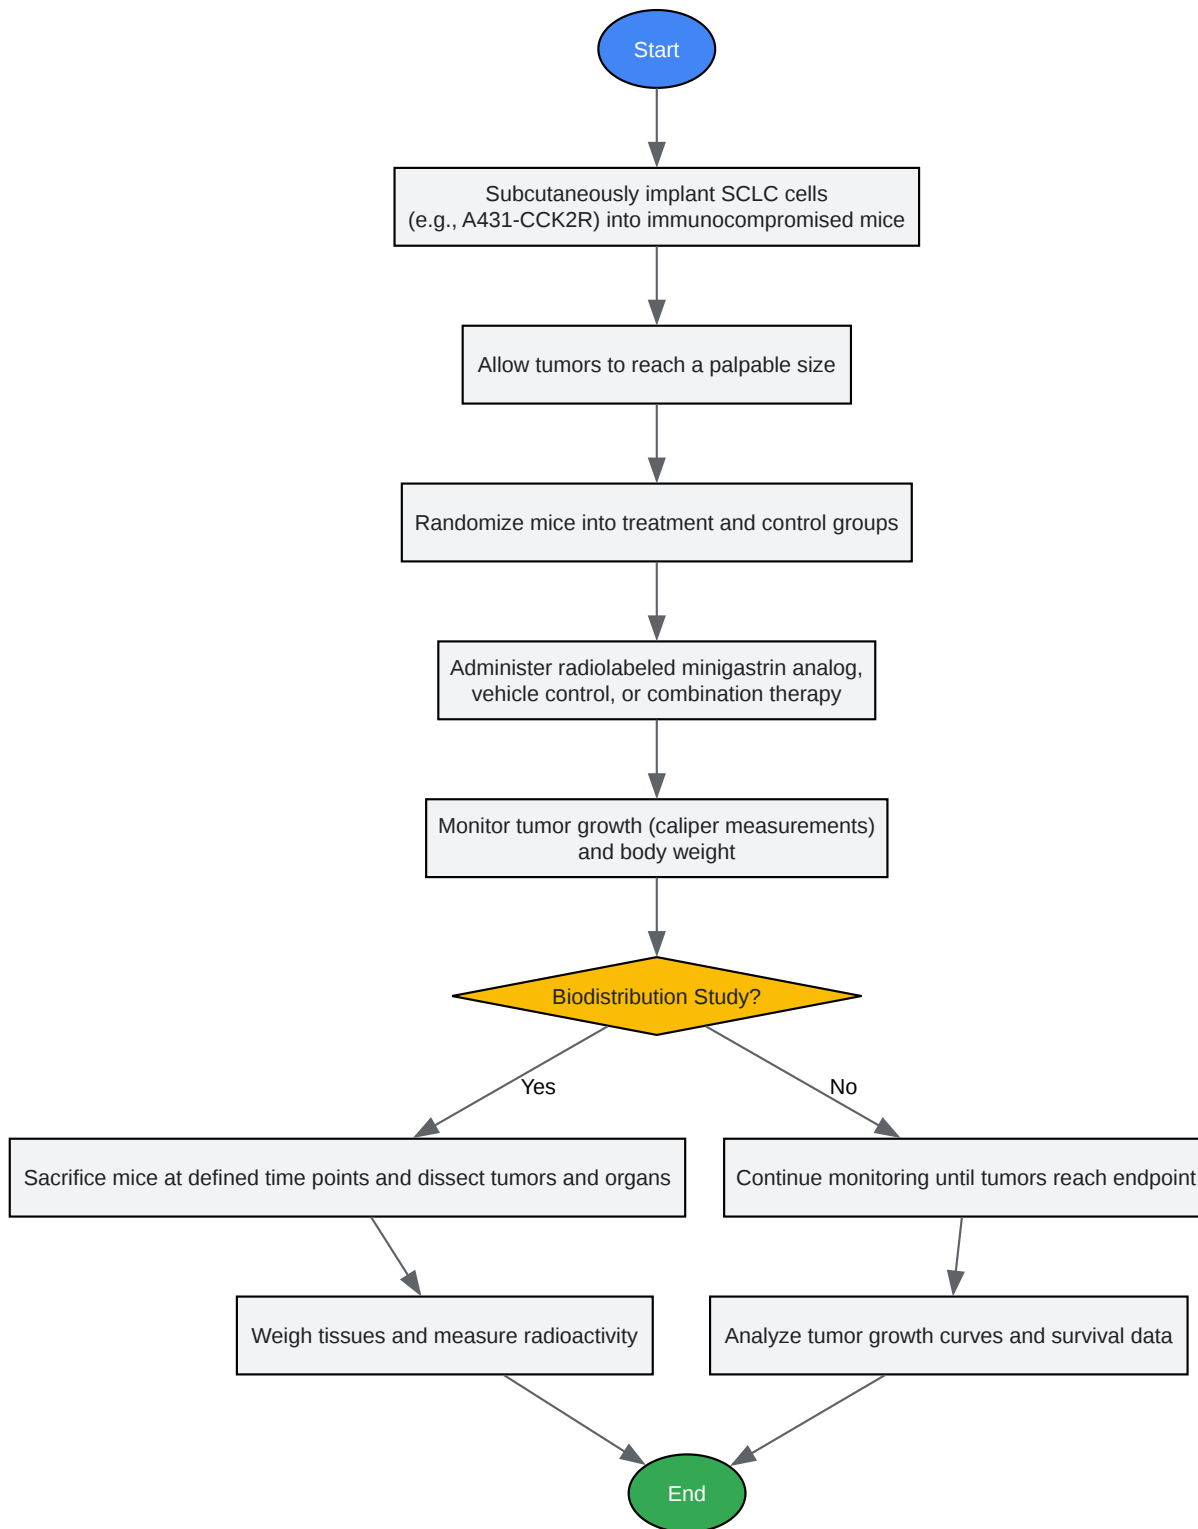 Start
Subcutaneously implant SCLC cells
(e.g., A431-CCK2R) into immunocompromised mice
Allow tumors to reach a palpable size
Randomize mice into treatment and control groups
Administer radiolabeled minigastrin analog,
vehicle control, or combination therapy
Monitor tumor growth (caliper measurements)
and body weight
Biodistribution Study?
Yes
No
Sacrifice mice at defined time points and dissect tumors and organs
Continue monitoring until tumors reach endpoint
Weigh tissues and measure radioactivity
Analyze tumor growth curves and survival data
End